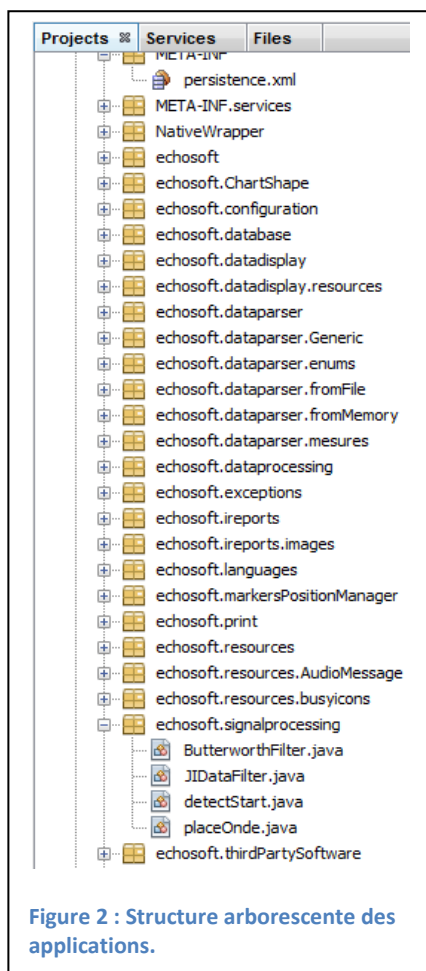 Projects Services Files
META-INF
persistence.xml
META-INF.services
NativeWrapper
echosoft
echosoft.ChartShape
echosoft.configuration
echosoft.database
echosoft.datadisplay
echosoft.datadisplay.resources
echosoft.dataparser
echosoft.dataparser.Generic
echosoft.dataparser.enums
echosoft.dataparser.fromFile
echosoft.dataparser.fromMemory
echosoft.dataparser.mesures
echosoft.dataprocessing
echosoft.exceptions
echosoft.ireports
echosoft.ireports.images
echosoft.languages
echosoft.markersPositionManager
echosoft.print
echosoft.resources
echosoft.resources.AudioMessage
echosoft.resources.busyicons
echosoft.signalprocessing
ButterworthFilter.java
JIDataFilter.java
detectStart.java
placeOnde.java
echosoft.thirdPartySoftware
Figure 2 : Structure arborescente des
applications.